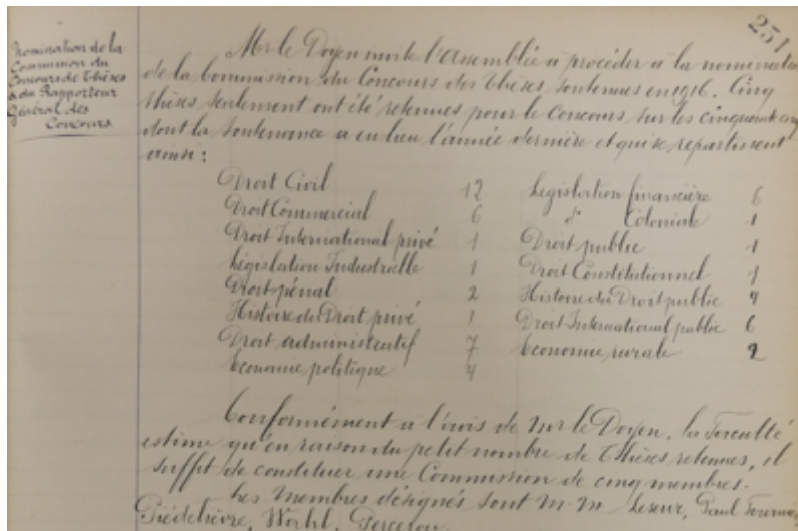 251
Nomination de la
Commission du
Concours de Thèses
& du Rapporteur
Général des
Concours
Mr le Doyen invite l'Assemblée à procéder à la nomination
de la Commission du Concours des Thèses soutenues en 1916. Cinq
thèses seulement ont été retenues pour le Concours sur les cinquante cinq
dont la soutenance a eu lieu l'année dernière et qui se répartissent
ainsi :
Droit Civil 12 Législation financière 6
Droit Commercial 6 d° Coloniale 1
Droit International privé 1 Droit public 1
Législation Industrielle 1 Droit Constitutionnel 1
Droit pénal 2 Histoire du Droit public 4
Histoire du Droit privé 1 Droit International public 6
Droit administratif 7 Economie rurale 2
Economie politique 4
Conformément à l'avis de Mr le Doyen, la Faculté
estime qu'en raison du petit nombre de Thèses retenues, il
suffit de constituer une Commission de cinq membres.
Les Membres désignés sont M. M. Leseur, Paul
Piédelièvre, Wahl, Percerou.